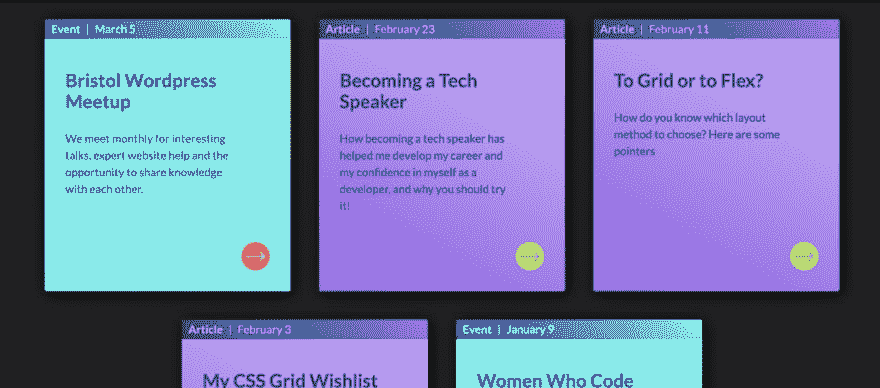 Event | March 5
Bristol Wordpress
Meetup
We meet monthly for interesting
talks, expert website help and the
opportunity to share knowledge
with each other.
Article | February 23
Becoming a Tech
Speaker
How becoming a tech speaker has
helped me develop my career and
my confidence in myself as a
developer, and why you should try
it!
Article | February 11
To Grid or to Flex?
How do you know which layout
method to choose? Here are some
pointers
Article | February 3
My CSS Grid Wishlist
Event | January 9
Women Who Code